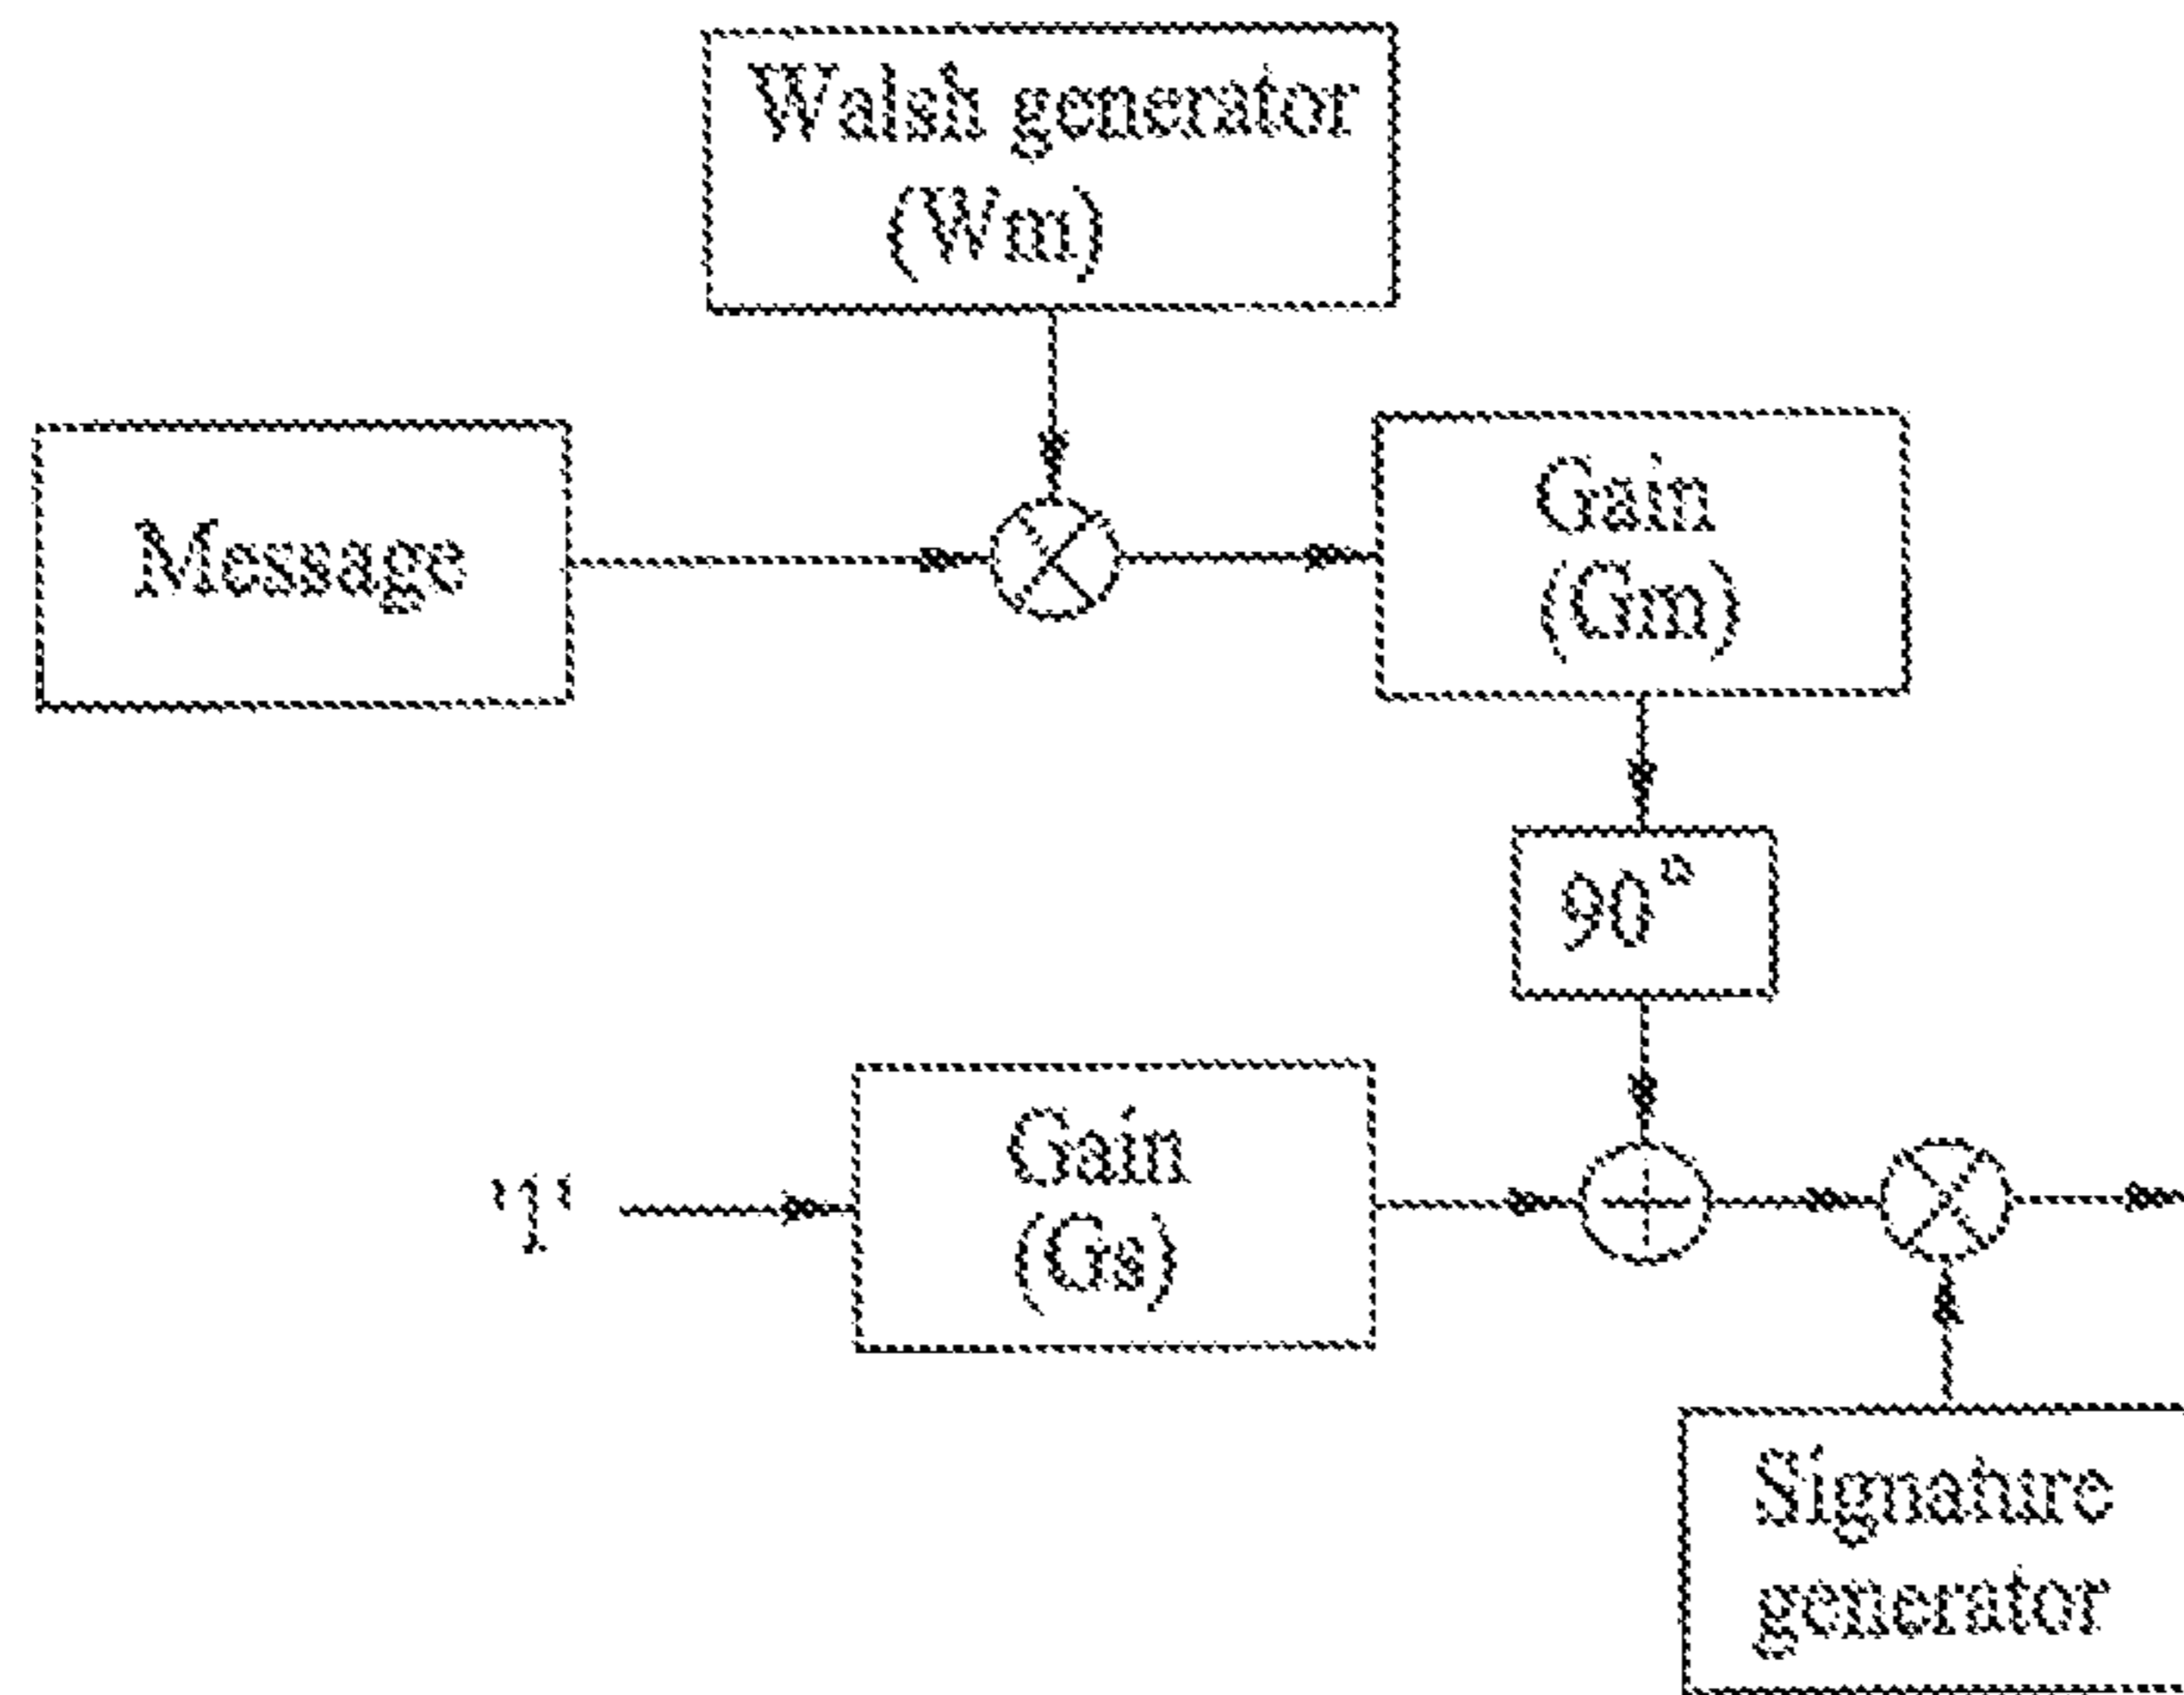 Walsh generator
(Wm)
Message
Gain
(Gm)
90°
'1'
Gain
(Gs)
Signature
generator